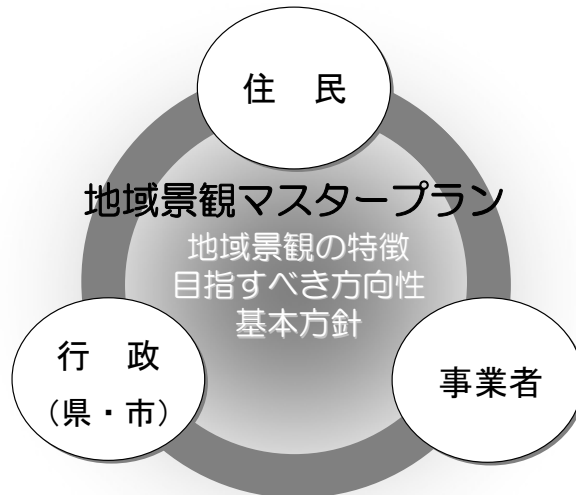 住　民
地域景観マスタープラン
地域景観の特徴
目指すべき方向性
基本方針
行　政
（県・市）
事業者